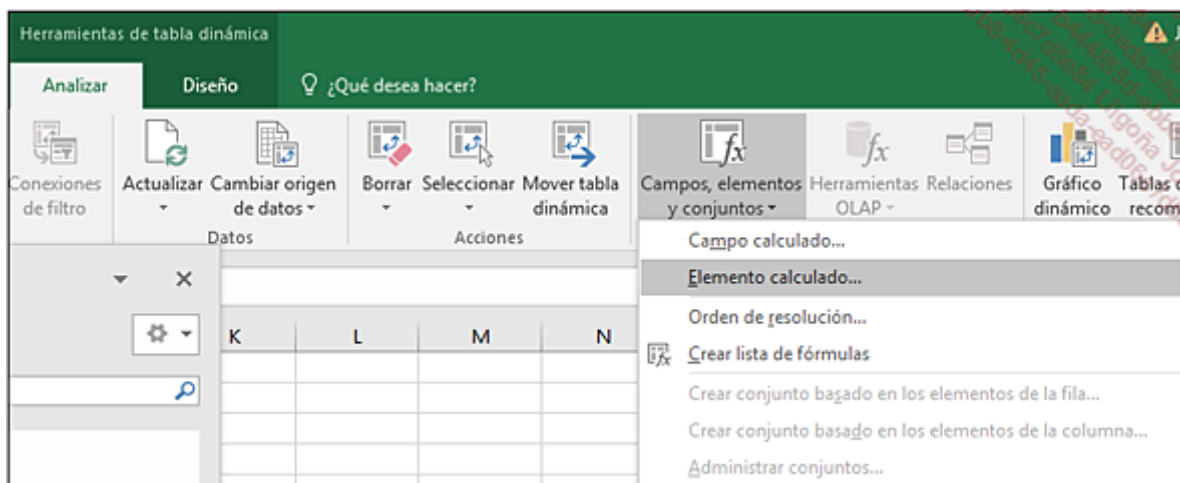 Herramientas de tabla dinámica
Analizar Diseño ¿Qué desea hacer?
Conexiones de filtro
Actualizar
Cambiar origen de datos
Datos
Borrar
Seleccionar
Mover tabla dinámica
Acciones
Campos, elementos y conjuntos
Herramientas OLAP
Relaciones
Gráfico dinámico
Tablas
Campo calculado...
Elemento calculado...
Orden de resolución...
Crear lista de fórmulas
Crear conjunto basado en los elementos de la fila...
Crear conjunto basado en los elementos de la columna...
Administrar conjuntos...
K L M N